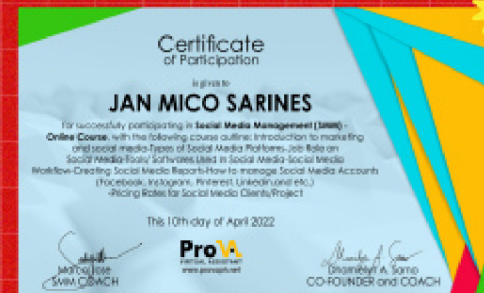 Certificate
of Participation
is given to
JAN MICO SARINES
for successfully participating in Social Media Management (SMM) -
Online Course, with the following course outline: Introduction to marketing
and social media-Types of Social Media Platforms-Job Role on
Social Media-Tools/ Softwares Used in Social Media-Social Media
Workflow-Creating Social Media Reports-How to manage Social Media Accounts
(Facebook, Instagram, Pinterest, Linkedin,and etc.)
-Pricing Rates for Social Media Clients/Project
This 10th day of April 2022
ProVA
VIRTUAL ASSISTANT
Jose
SMM COACH
A. Samo
CO-FOUNDER and COACH